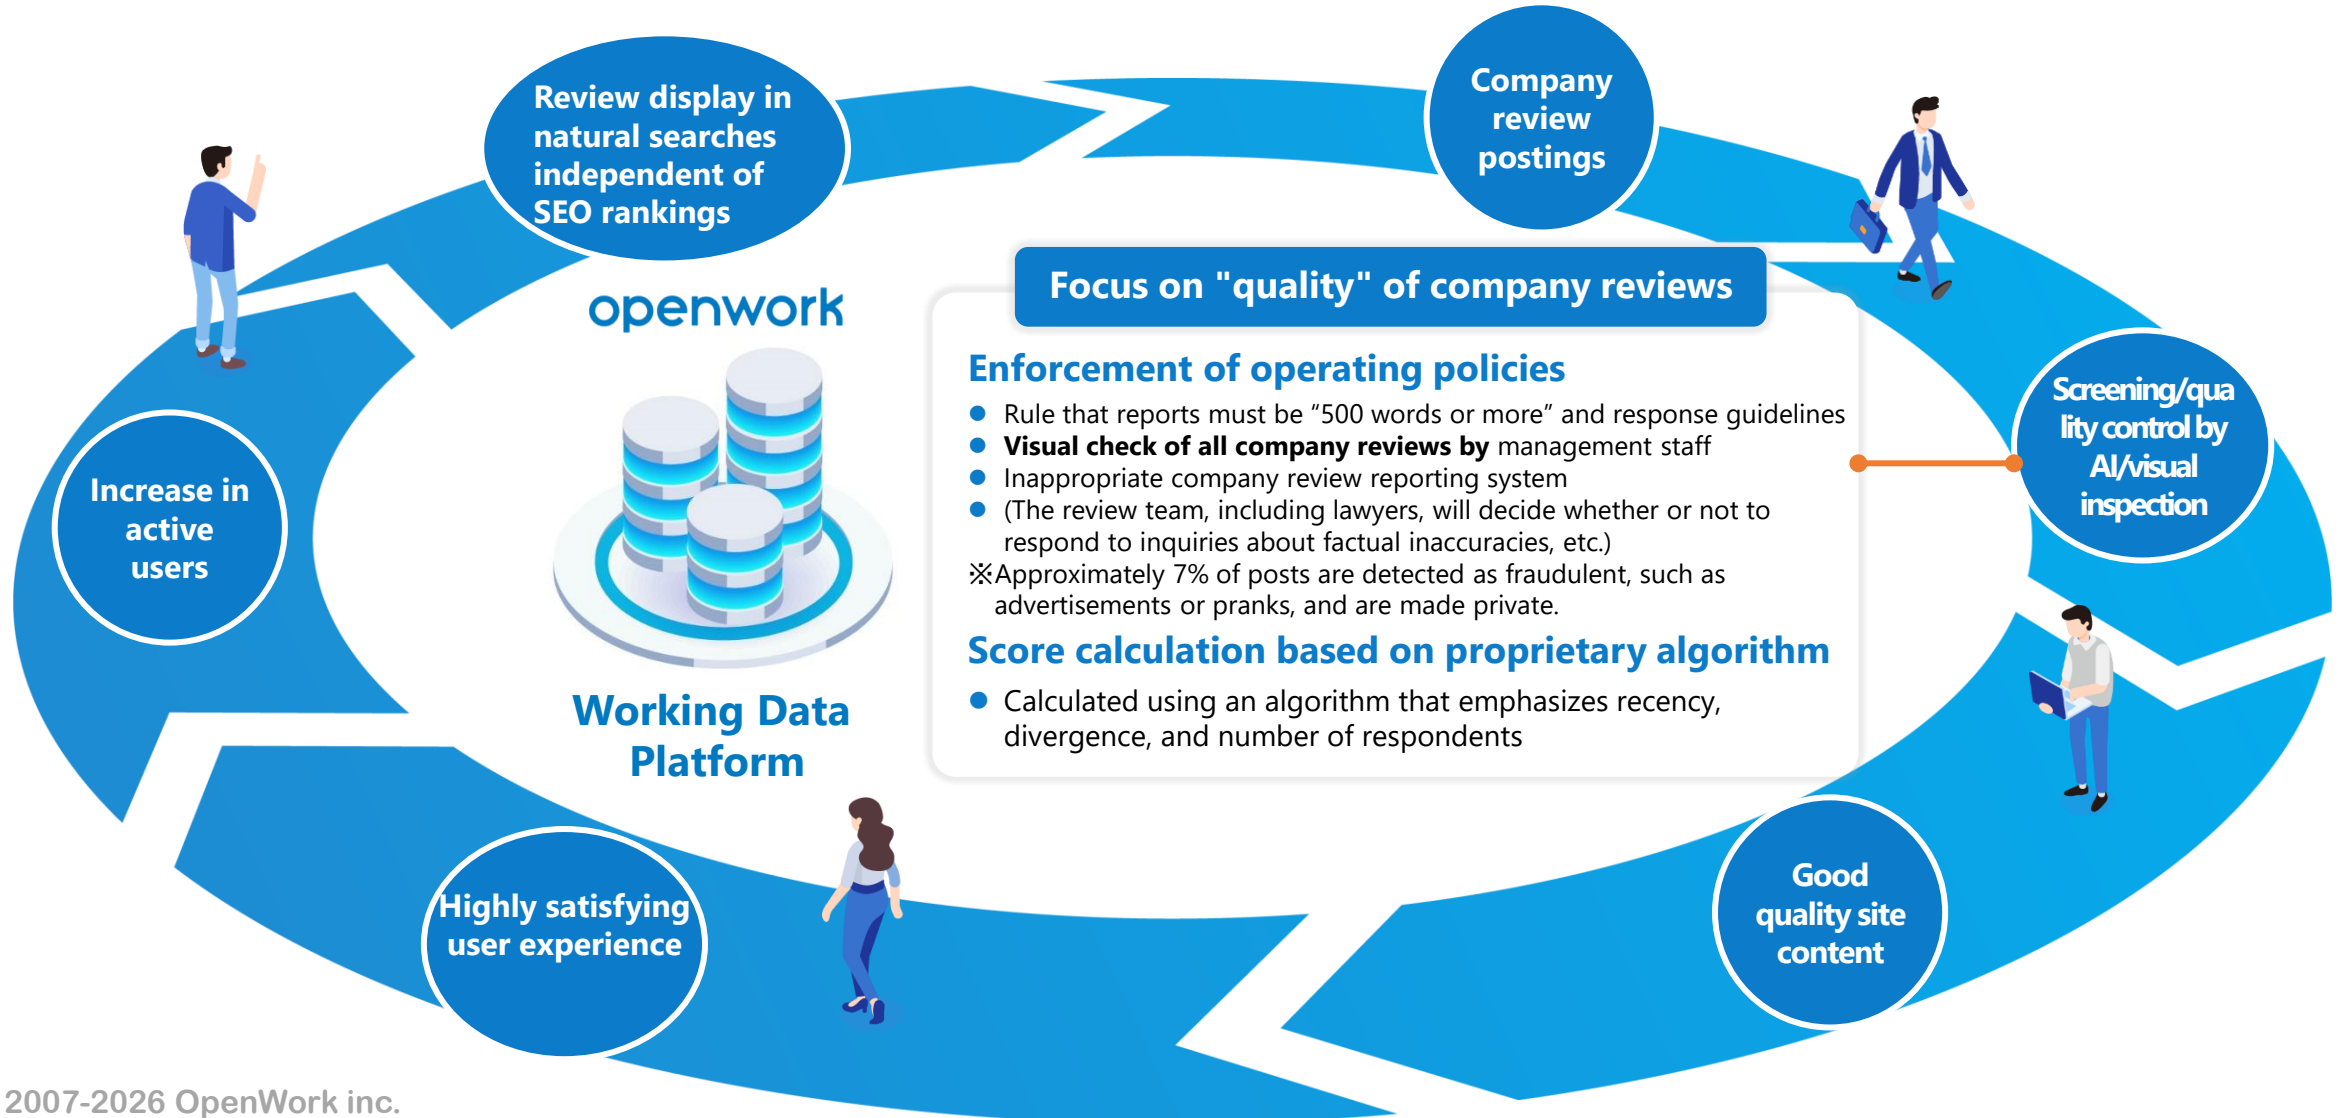 Review display in
natural searches
independent of
SEO rankings
Company
review
postings
openwork
Focus on "quality" of company reviews
Enforcement of operating policies
● Rule that reports must be “500 words or more” and response guidelines
● Visual check of all company reviews by management staff
● Inappropriate company review reporting system
● (The review team, including lawyers, will decide whether or not to
respond to inquiries about factual inaccuracies, etc.)
※Approximately 7% of posts are detected as fraudulent, such as
advertisements or pranks, and are made private.
Score calculation based on proprietary algorithm
● Calculated using an algorithm that emphasizes recency,
divergence, and number of respondents
Screening/qua
lity control by
AI/visual
inspection
Increase in
active
users
Working Data
Platform
Good
quality site
content
Highly satisfying
user experience
2007-2026 OpenWork inc.